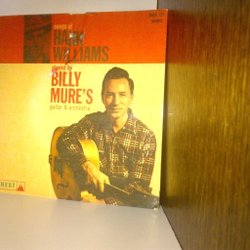 songs of
HANK
WILLIAMS
played by
BILLY
MURE'S
guitar & orchestra